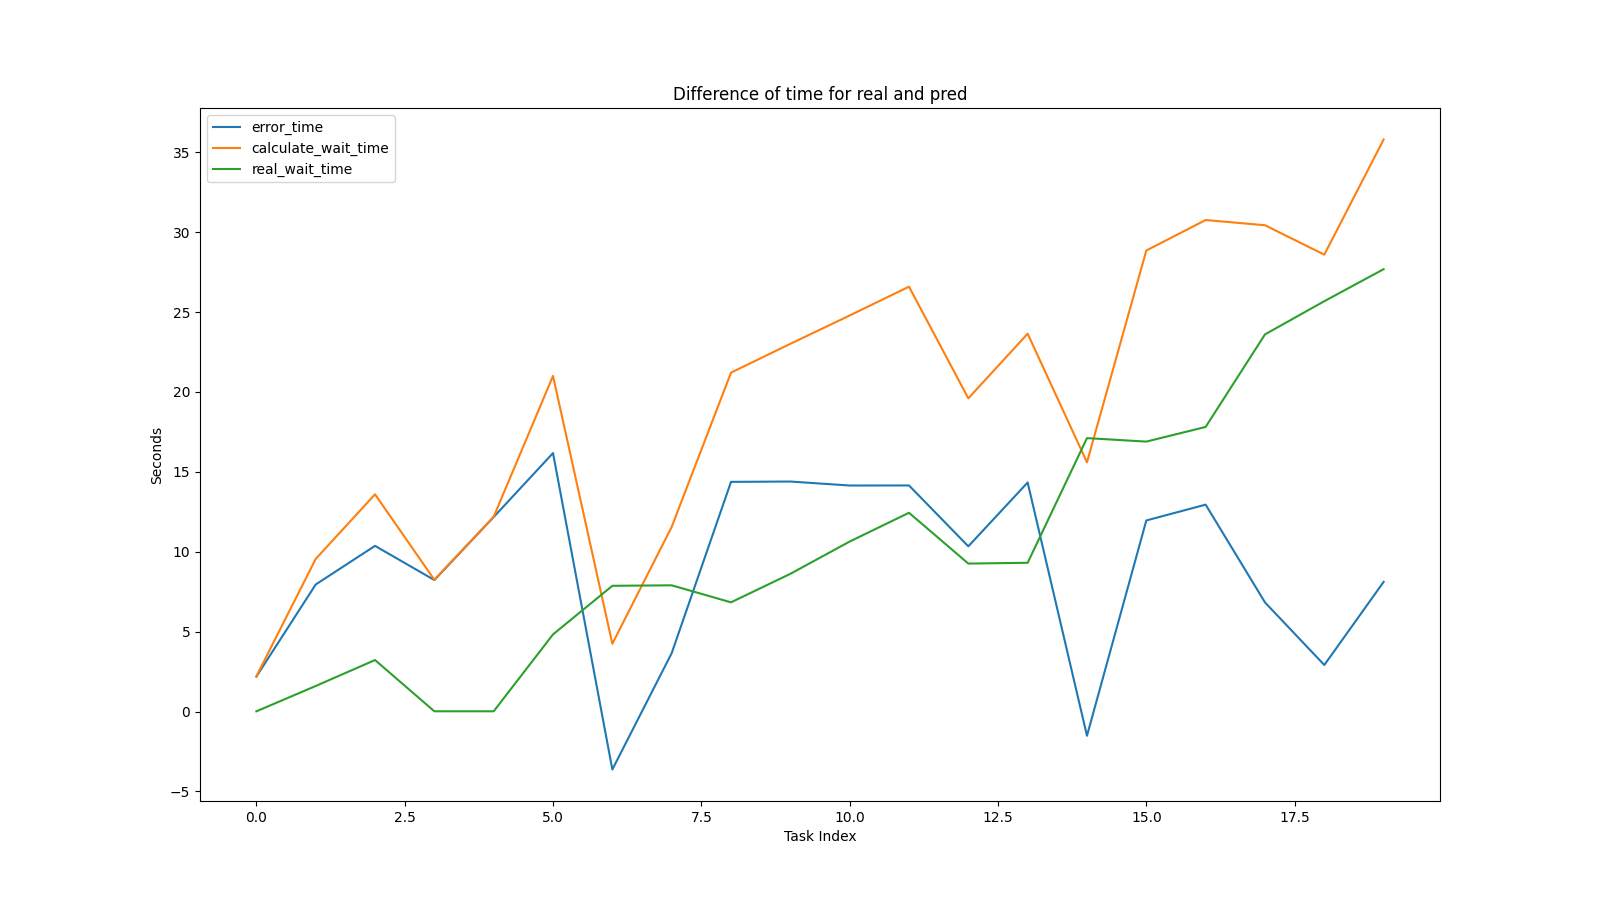 Difference of time for real and pred
error_time
calculate_wait_time
real_wait_time
35
30
25
20
15
10
5
0
−5
Seconds
0.0 2.5 5.0 7.5 10.0 12.5 15.0 17.5
Task Index